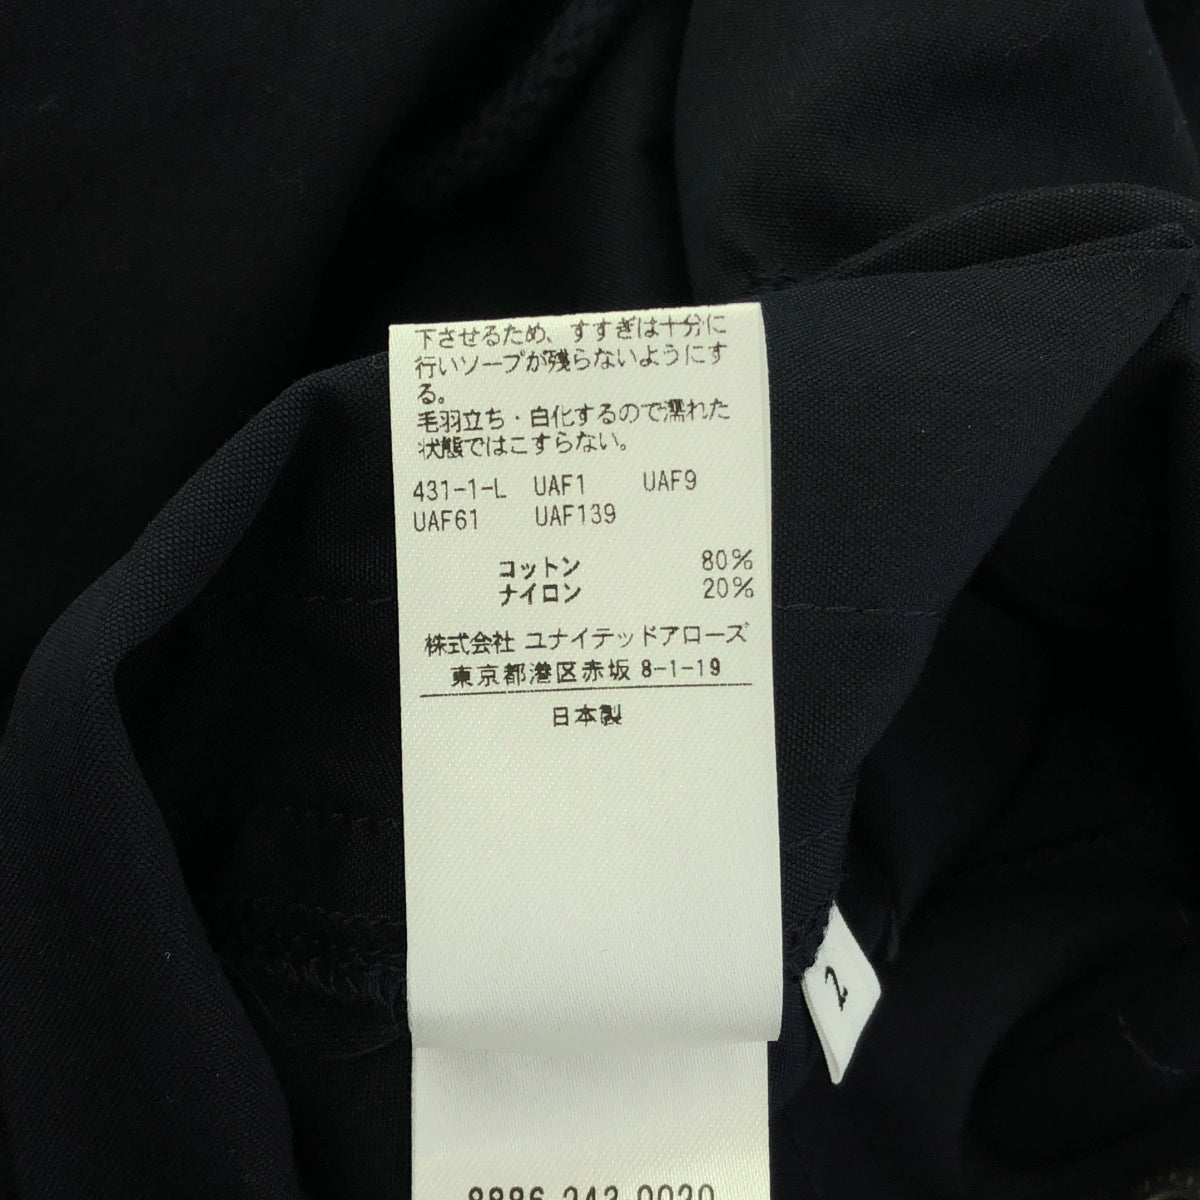 下させるため、すすぎは十分に
行いソープが残らないようにす
る。
毛羽立ち・白化するので濡れた
状態ではこすらない。
431-1-L UAF1 UAF9
UAF61 UAF139
コットン 80%
ナイロン 20%
株式会社 ユナイテッドアローズ
東京都港区赤坂 8-1-19
日本製
2
8886 243 0020